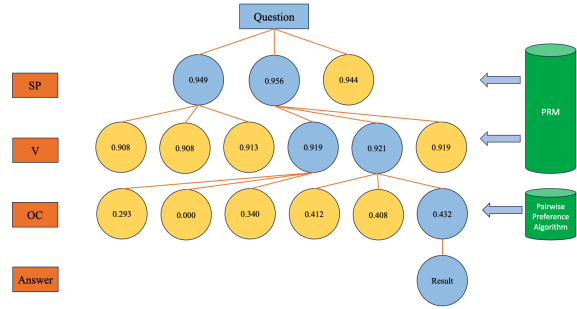 Question
SP
0.949
0.956
0.944
PRM
V
0.908
0.908
0.913
0.919
0.921
0.919
OC
0.293
0.000
0.340
0.412
0.408
0.432
Pairwise
Preference
Algorithm
Answer
Result